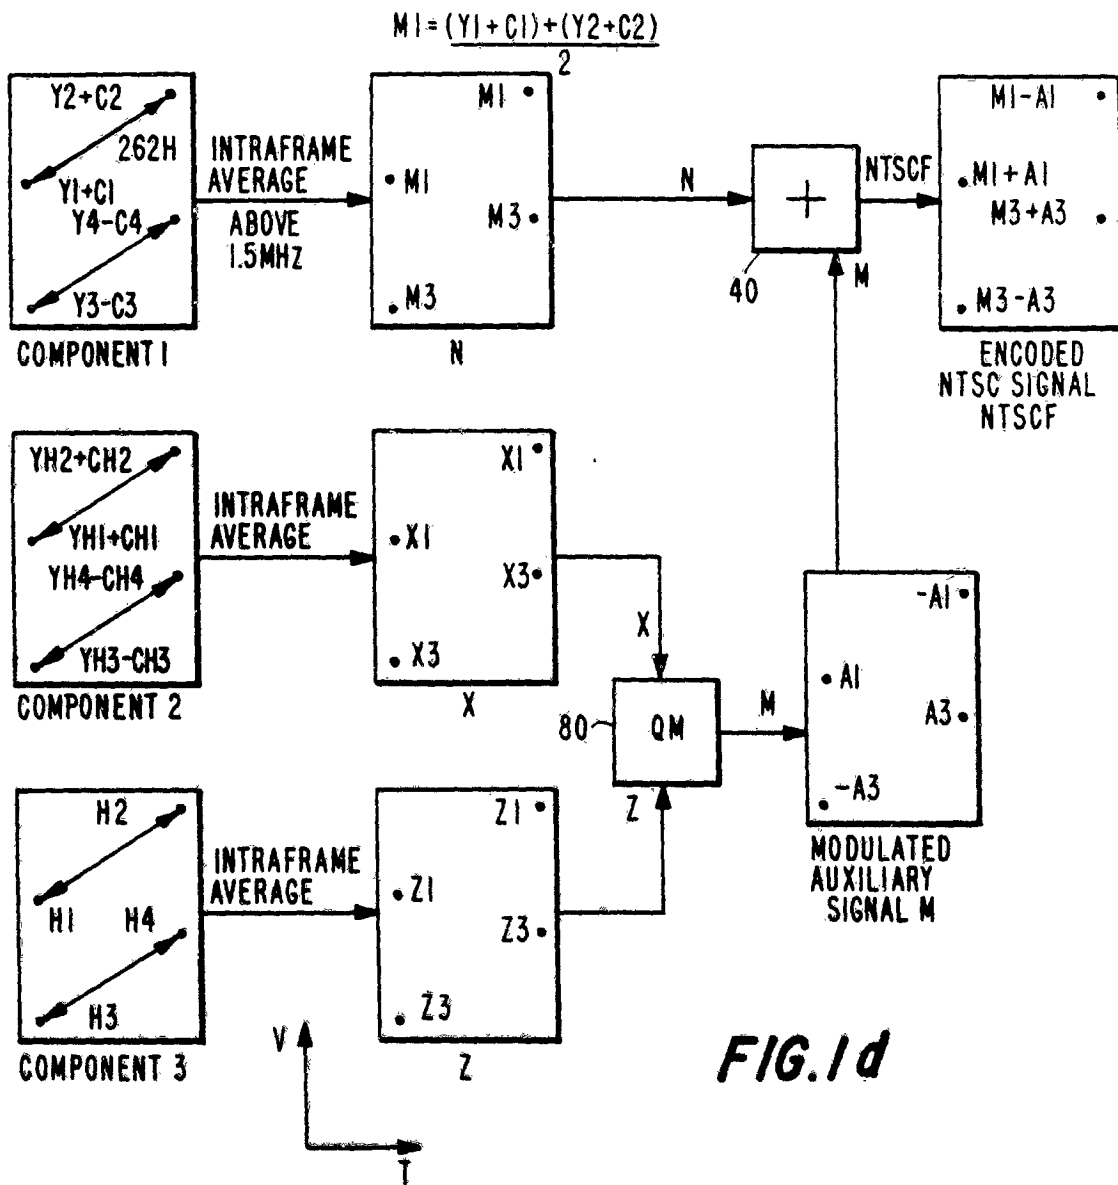 M1=(Y1+C1)+(Y2+C2)
2
Y2+C2
262H
Y1+C1
Y4-C4
Y3-C3
COMPONENT 1
INTRAFRAME
AVERAGE
ABOVE
1.5MHZ
M1
M1
M3
M3
N
N
+
40
NTSCF
M
M1-A1
M1+A1
M3+A3
M3-A3
ENCODED
NTSC SIGNAL
NTSCF
YH2+CH2
YH1+CH1
YH4-CH4
YH3-CH3
COMPONENT 2
INTRAFRAME
AVERAGE
X1
X1
X3
X3
X
X
80
QM
Z
M
-A1
A1
A3
-A3
MODULATED
AUXILIARY
SIGNAL M
H2
H1
H4
H3
COMPONENT 3
INTRAFRAME
AVERAGE
Z1
Z1
Z3
Z3
Z
V
T
FIG.1d